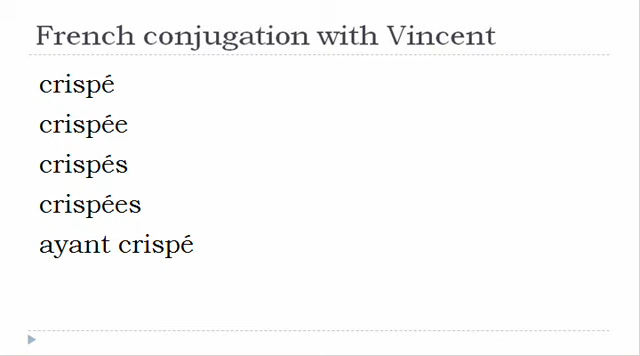 French conjugation with Vincent
crispé
crispée
crispés
crispées
ayant crispé